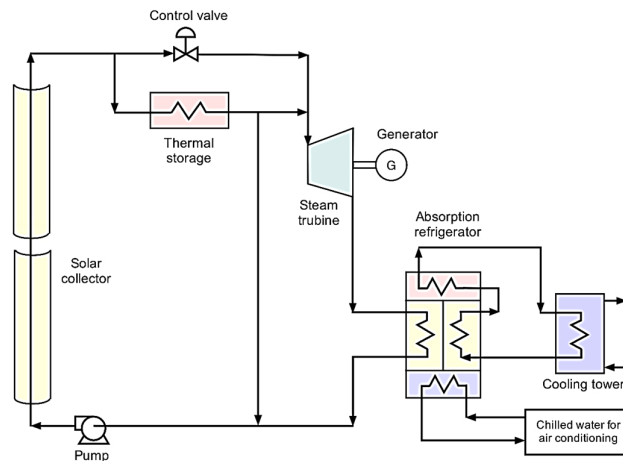 Control valve
Thermal
storage
Generator
G
Steam
trubine
Absorption
refrigerator
Solar
collector
Cooling tower
Chilled water for
air conditioning
Pump